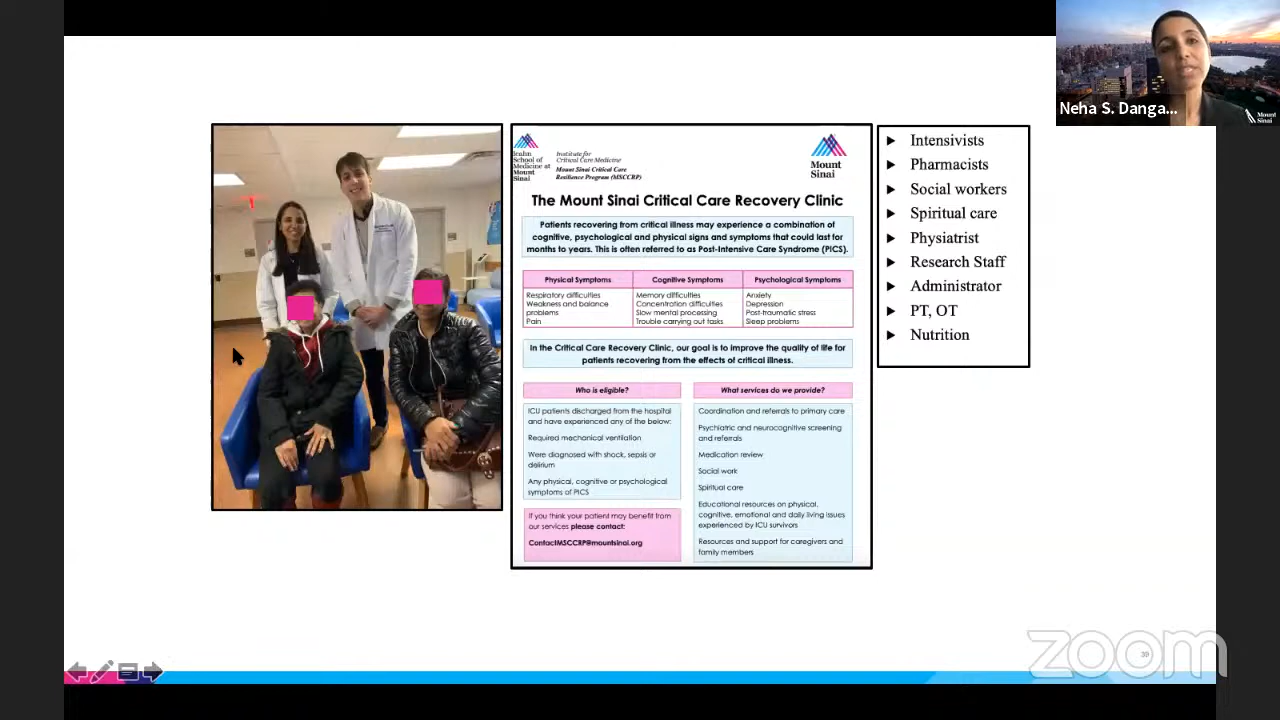 Neha S. Danga...
Mount
Sinai
Icahn
School of
Medicine at
Mount
Sinai
Institute for
Critical Care Medicine
Mount Sinai Critical Care
Resilience Program (MSCCRP)
Mount
Sinai
The Mount Sinai Critical Care Recovery Clinic
Patients recovering from critical illness may experience a combination of
cognitive, psychological and physical signs and symptoms that could last for
months to years. This is often referred to as Post-Intensive Care Syndrome (PICS).
Physical Symptoms
Respiratory difficulties
Weakness and balance
problems
Pain
Cognitive Symptoms
Memory difficulties
Concentration difficulties
Slow mental processing
Trouble carrying out tasks
Psychological Symptoms
Anxiety
Depression
Post-traumatic stress
Sleep problems
In the Critical Care Recovery Clinic, our goal is to improve the quality of life for
patients recovering from the effects of critical illness.
Who is eligible?
ICU patients discharged from the hospital
and have experienced any of the below:
Required mechanical ventilation
Were diagnosed with shock, sepsis or
delirium
Any physical, cognitive or psychological
symptoms of PICS
If you think your patient may benefit from
our services please contact:
ContactMSCCRP@mountsinai.org
What services do we provide?
Coordination and referrals to primary care
Psychiatric and neurocognitive screening
and referrals
Medication review
Social work
Spiritual care
Educational resources on physical,
cognitive, emotional and daily living issues
experienced by ICU survivors
Resources and support for caregivers and
family members
Intensivists
Pharmacists
Social workers
Spiritual care
Physiatrist
Research Staff
Administrator
PT, OT
Nutrition
39
zoom